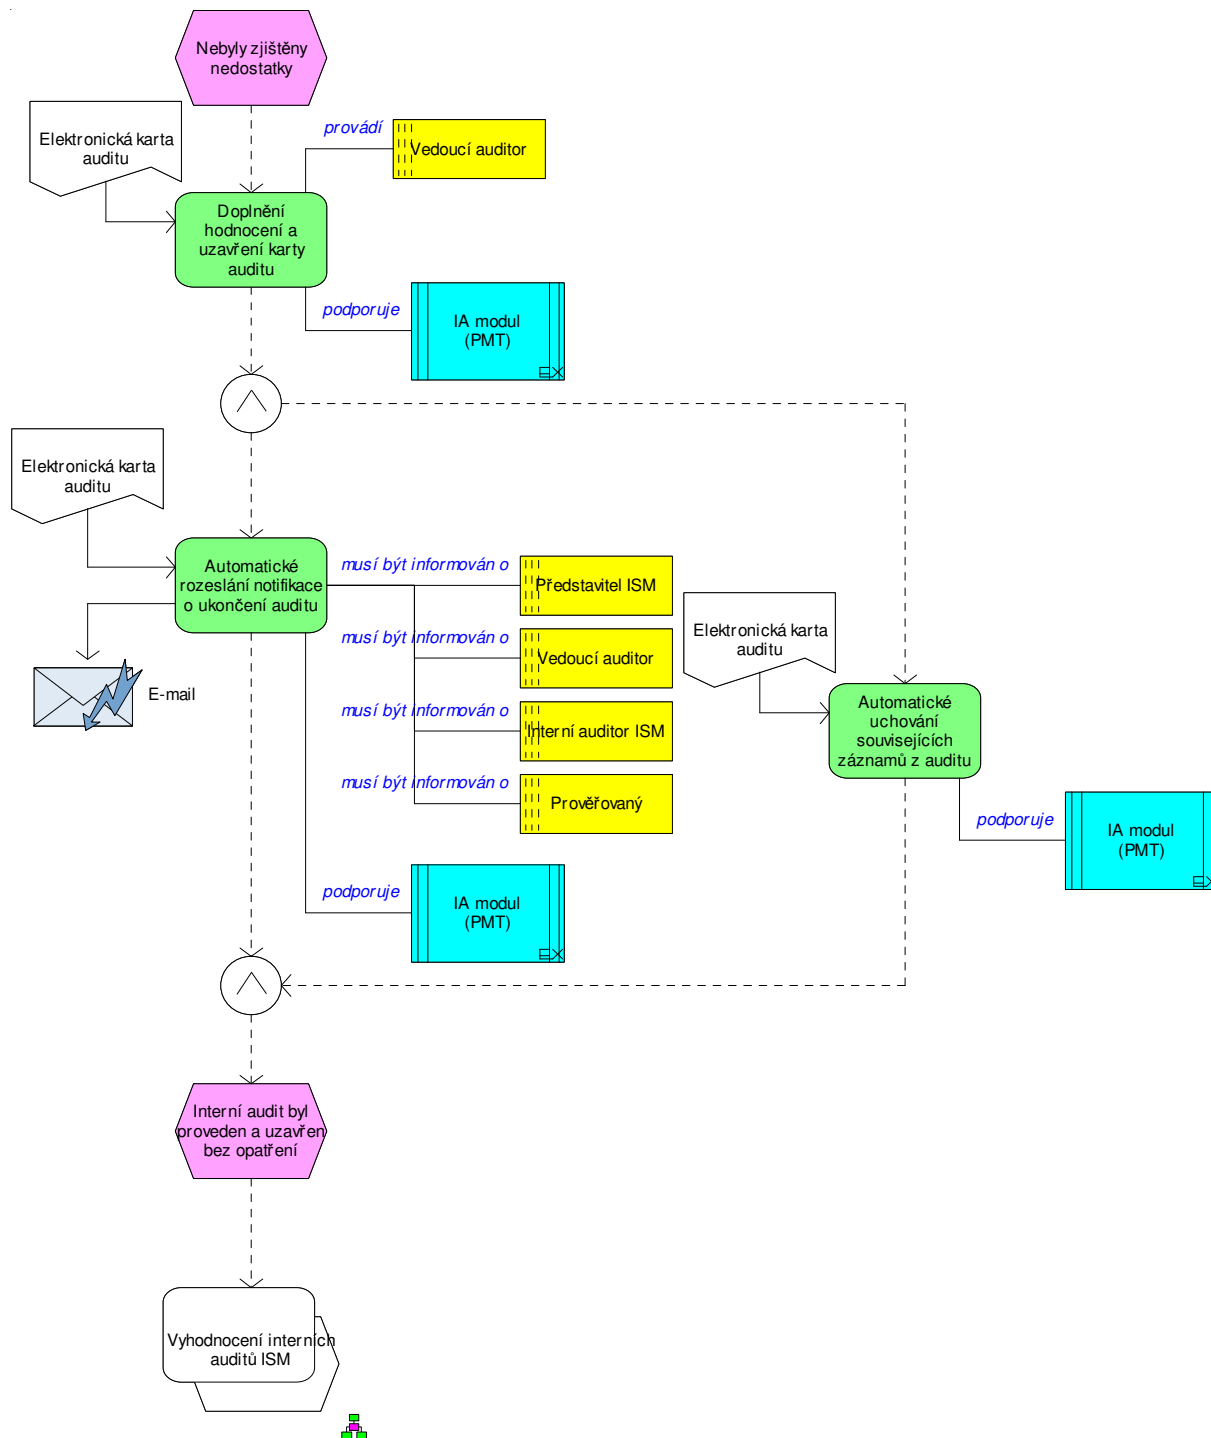 Nebyly zjištěny
nedostatky
Elektronická karta
auditu
provádí
Vedoucí auditor
Doplnění
hodnocení a
uzavření karty
auditu
podporuje
IA modul
(PMT)
Elektronická karta
auditu
Automatické
rozeslání notifikace
o ukončení auditu
musí být informován o
Představitel ISM
musí být informován o
Vedoucí auditor
musí být informován o
Interní auditor ISM
musí být informován o
Prověřovaný
E-mail
Elektronická karta
auditu
Automatické
uchování
souvisejících
záznamů z auditu
podporuje
IA modul
(PMT)
podporuje
IA modul
(PMT)
Interní audit byl
proveden a uzavřen
bez opatření
Vyhodnocení interních
auditů ISM